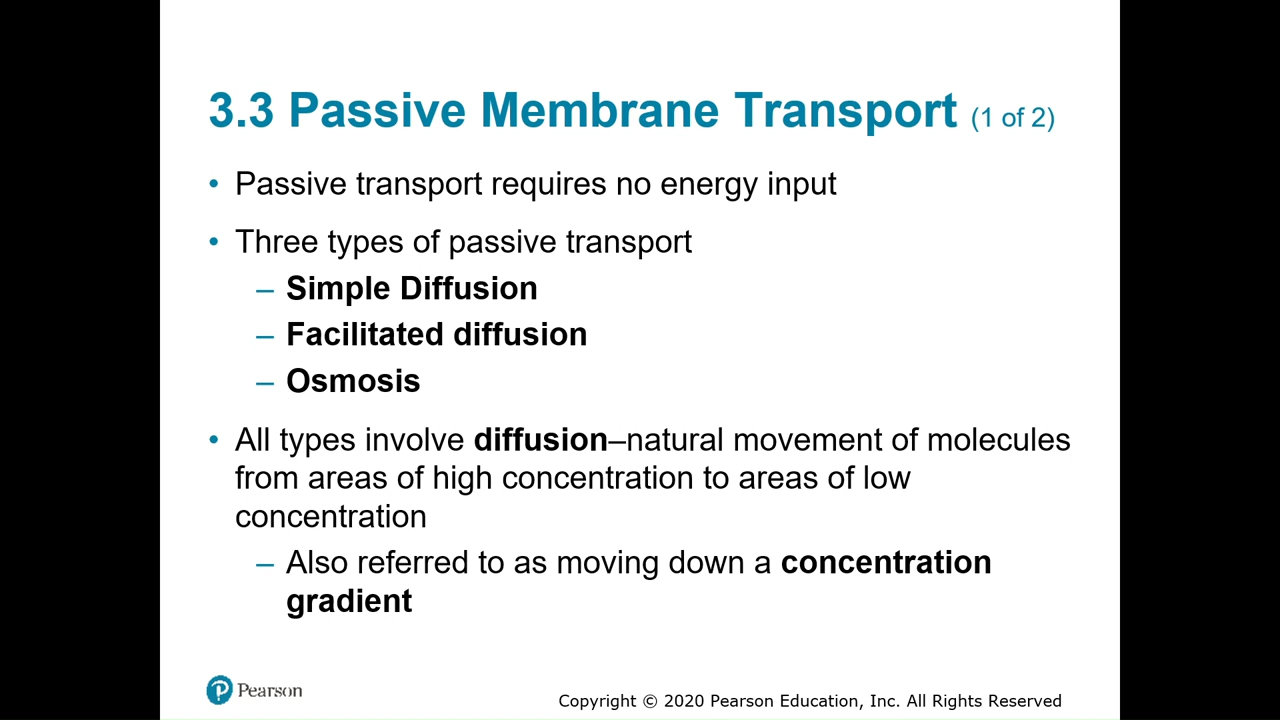 3.3 Passive Membrane Transport (1 of 2)
• Passive transport requires no energy input
• Three types of passive transport
– Simple Diffusion
– Facilitated diffusion
– Osmosis
• All types involve diffusion–natural movement of molecules
from areas of high concentration to areas of low
concentration
– Also referred to as moving down a concentration
gradient
P Pearson
Copyright © 2020 Pearson Education, Inc. All Rights Reserved